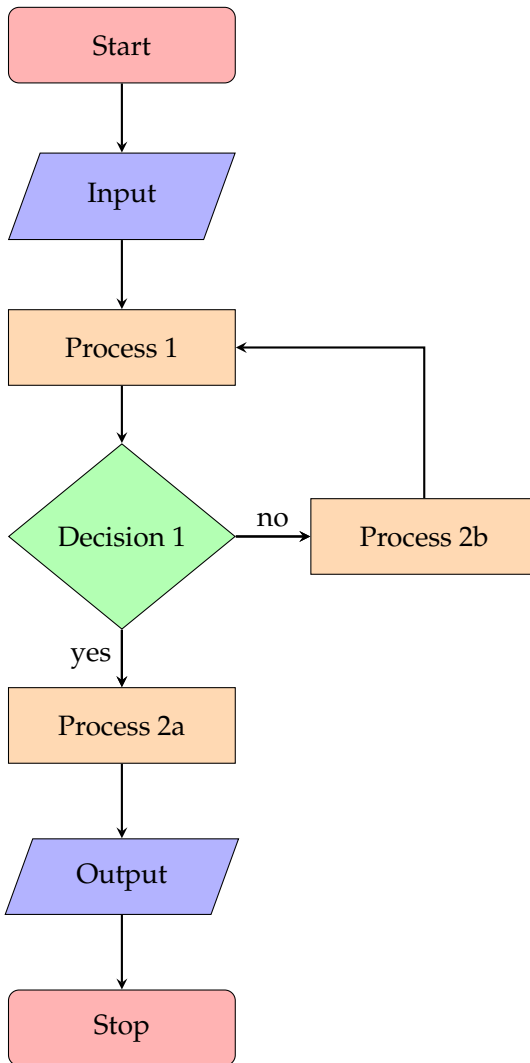 Start
Input
Process 1
Decision 1
no
Process 2b
yes
Process 2a
Output
Stop